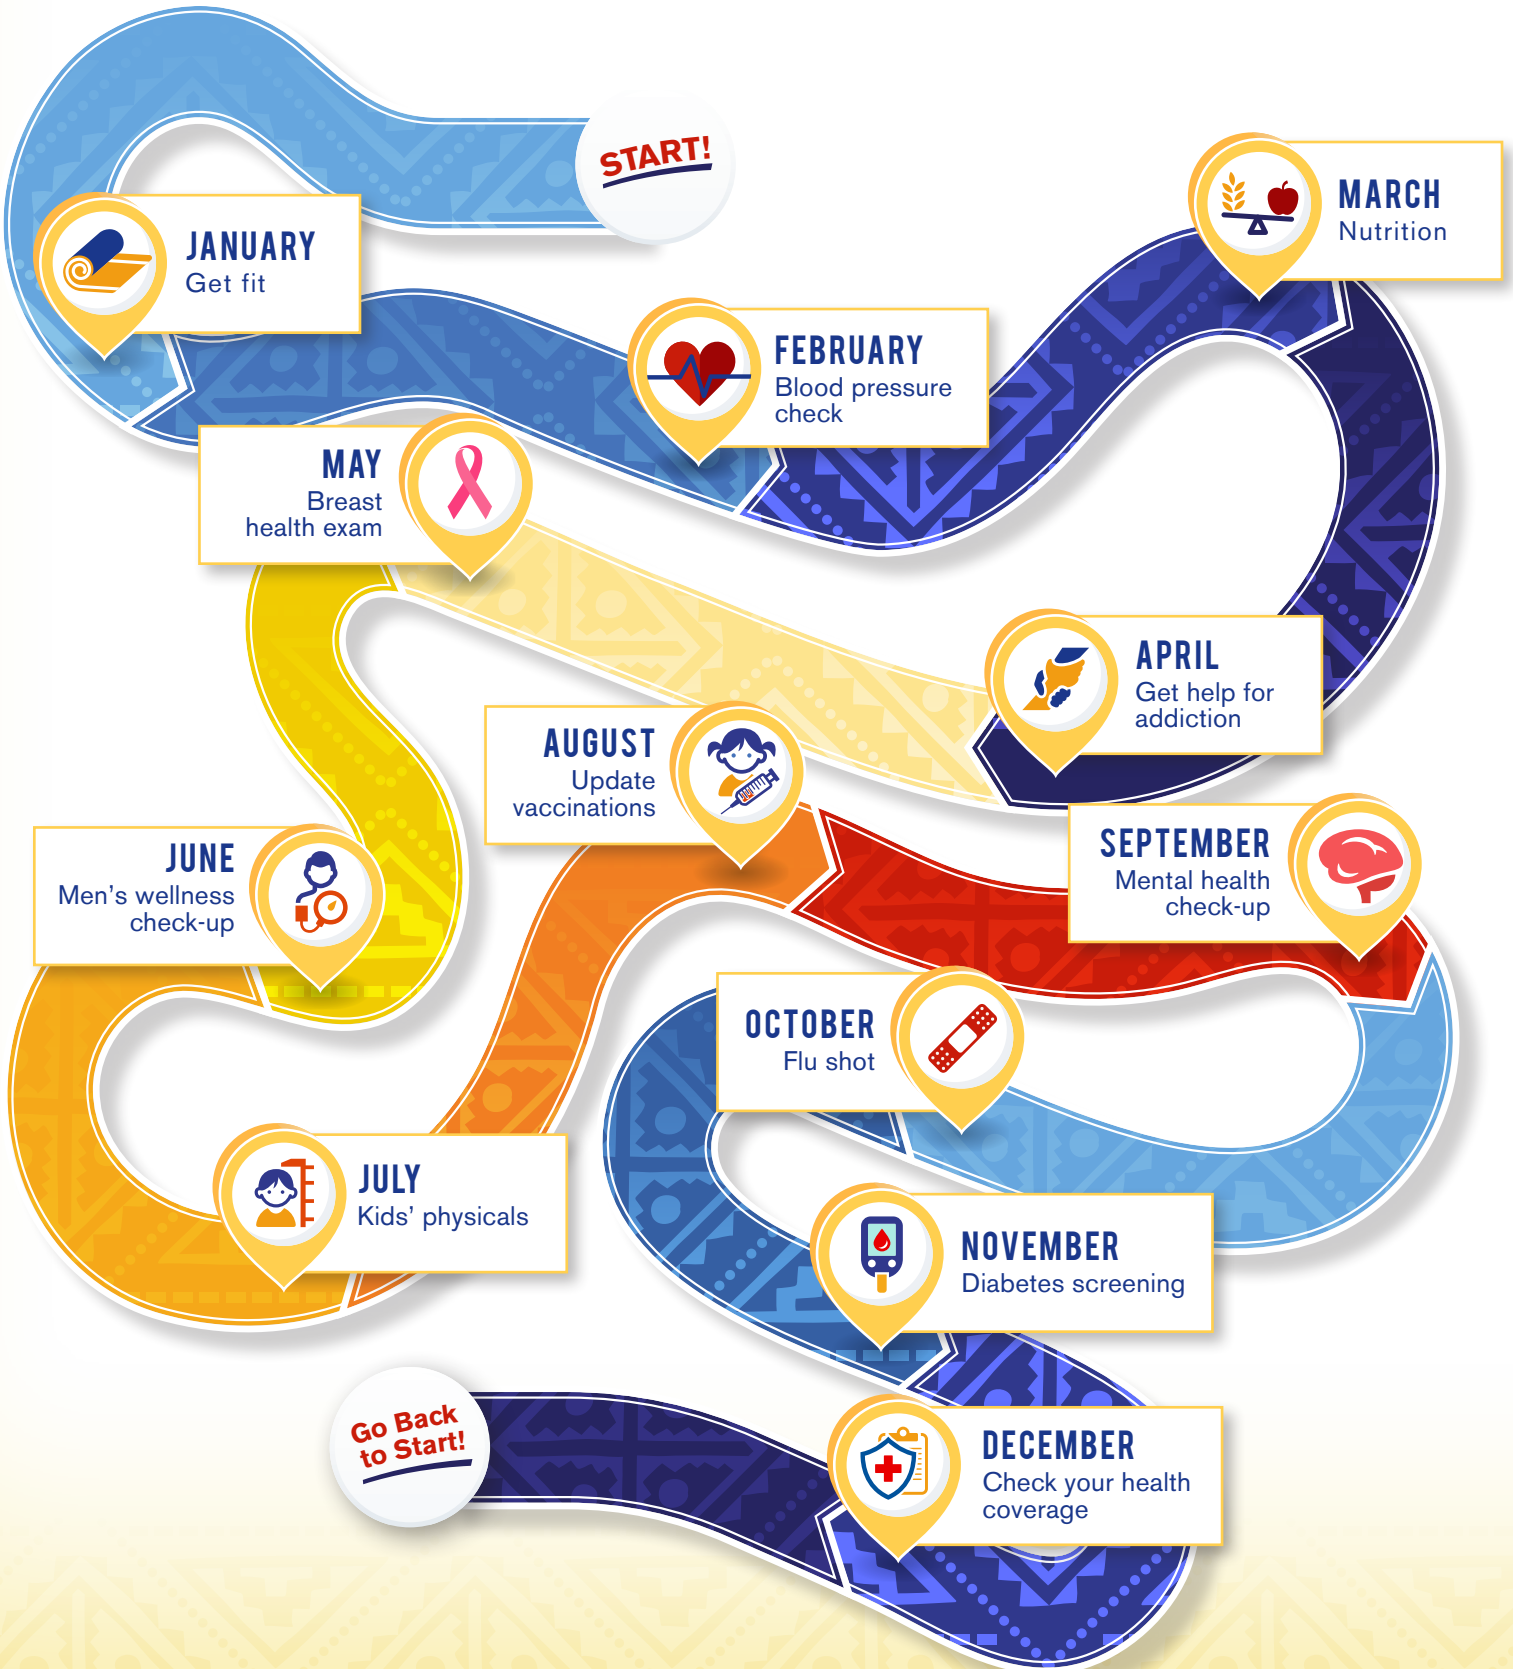 START!
JANUARY
Get fit
FEBRUARY
Blood pressure
check
MARCH
Nutrition
APRIL
Get help for
addiction
MAY
Breast
health exam
JUNE
Men’s wellness
check-up
JULY
Kids’ physicals
AUGUST
Update
vaccinations
SEPTEMBER
Mental health
check-up
OCTOBER
Flu shot
NOVEMBER
Diabetes screening
DECEMBER
Check your health
coverage
Go Back
to Start!